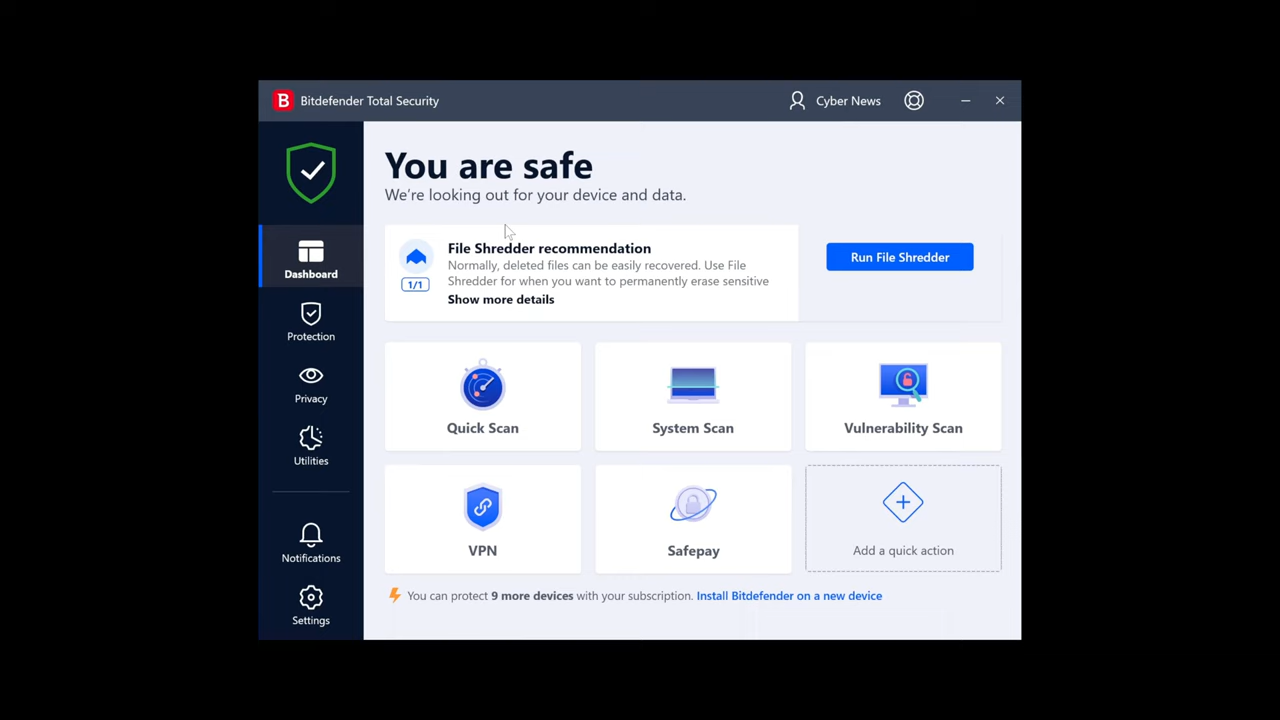 B Bitdefender Total Security
Cyber News
You are safe
We're looking out for your device and data.
Dashboard
Protection
Privacy
Utilities
Notifications
Settings
1/1
File Shredder recommendation
Normally, deleted files can be easily recovered. Use File
Shredder for when you want to permanently erase sensitive
Show more details
Run File Shredder
Quick Scan
System Scan
Vulnerability Scan
VPN
Safepay
Add a quick action
You can protect 9 more devices with your subscription. Install Bitdefender on a new device